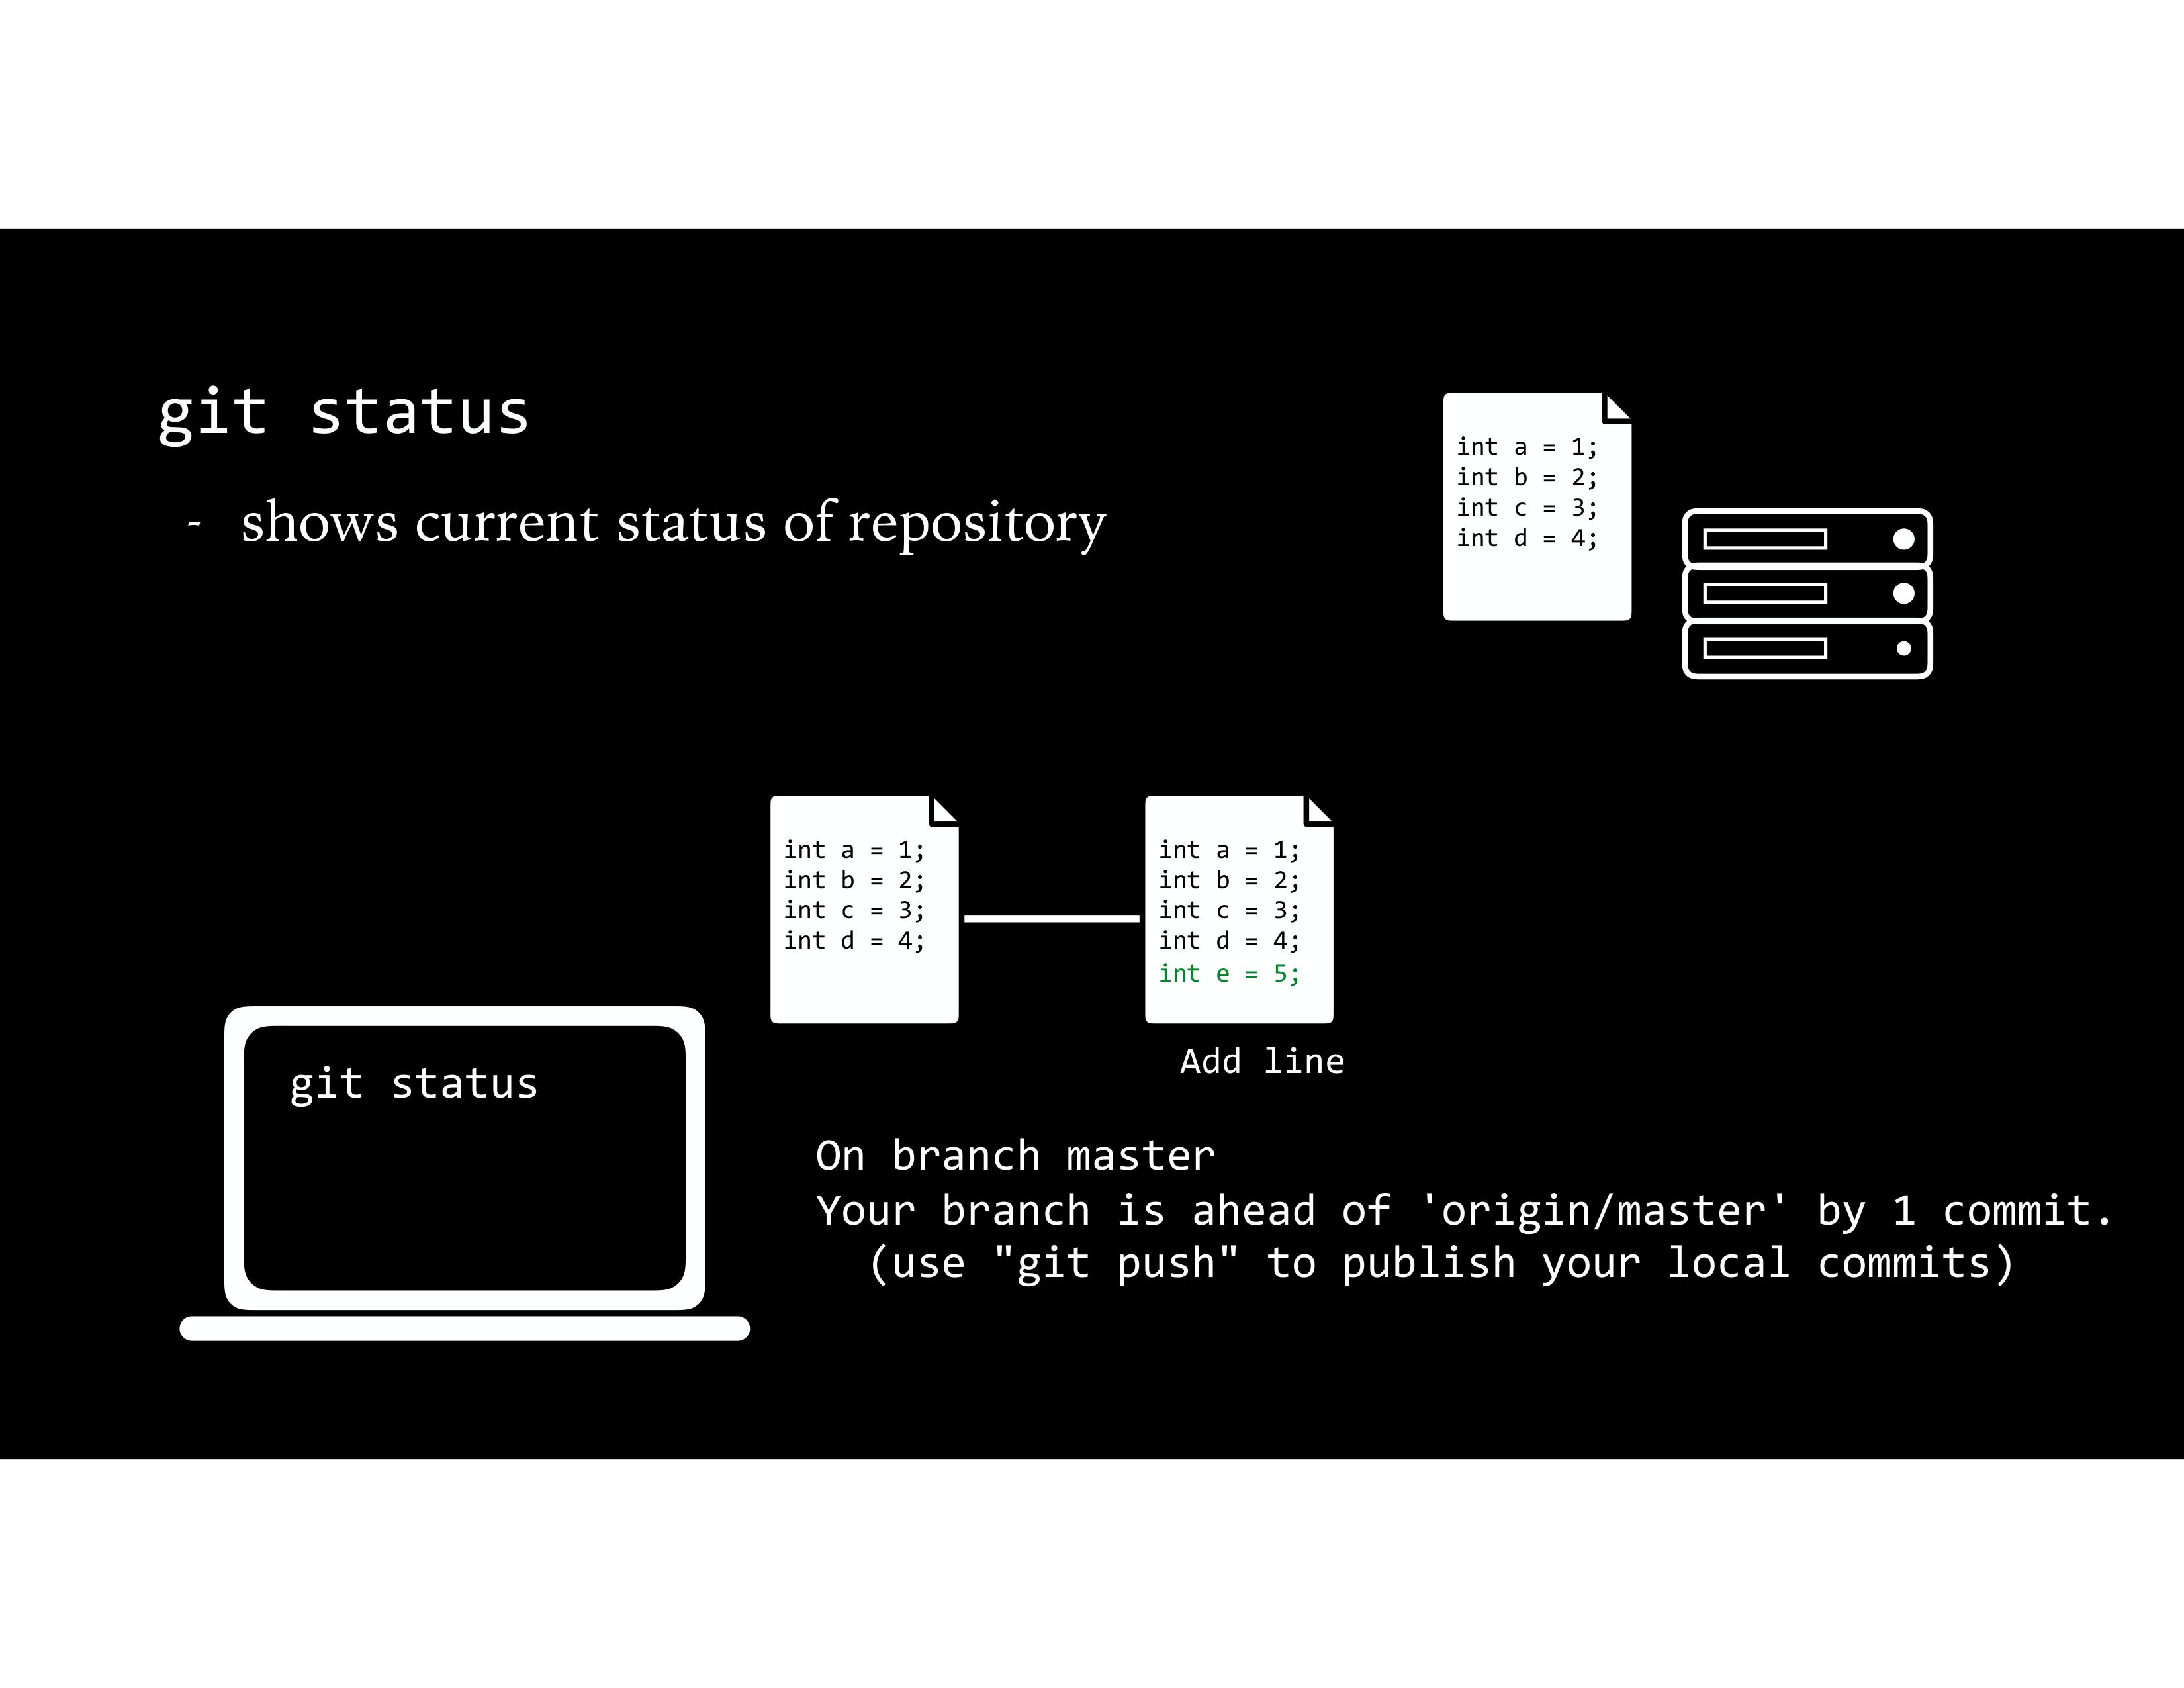 git status
- shows current status of repository
int a = 1;
int b = 2;
int c = 3;
int d = 4;
int a = 1;
int b = 2;
int c = 3;
int d = 4;
int a = 1;
int b = 2;
int c = 3;
int d = 4;
int e = 5;
Add line
git status
On branch master
Your branch is ahead of 'origin/master' by 1 commit.
  (use "git push" to publish your local commits)